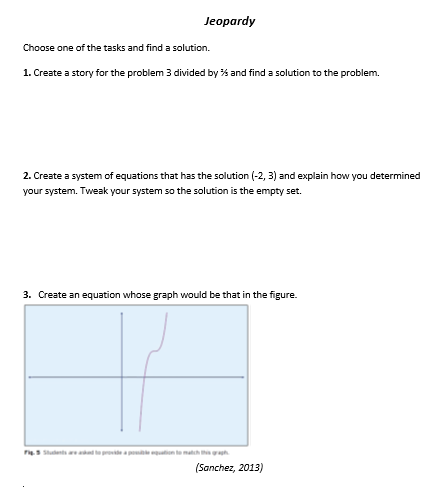 Jeopardy
Choose one of the tasks and find a solution.
1. Create a story for the problem 3 divided by ⅔ and find a solution to the problem.
2. Create a system of equations that has the solution (-2, 3) and explain how you determined
your system. Tweak your system so the solution is the empty set.
3. Create an equation whose graph would be that in the figure.
Fig. 5 Students are asked to provide a possible equation to match this graph.
(Sanchez, 2013)